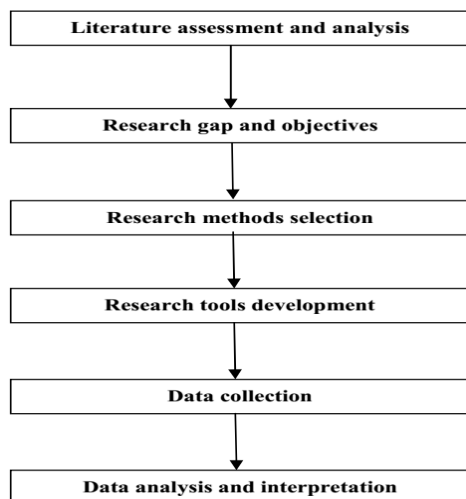 Literature assessment and analysis
Research gap and objectives
Research methods selection
Research tools development
Data collection
Data analysis and interpretation